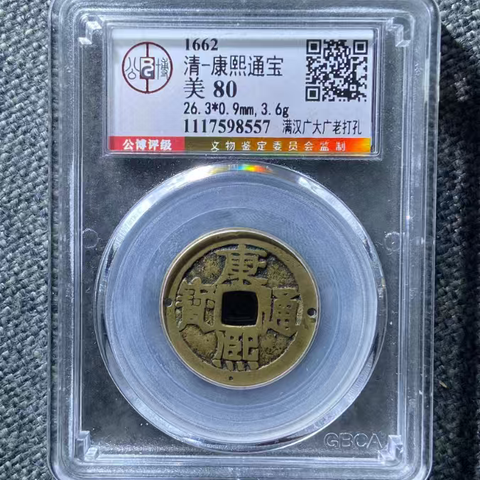 1662
清-康熙通宝
美 80
26.3*0.9mm,3.6g
1117598557 满汉广大广老打孔
公博
公博评级
文物鉴定委员会监制
康熙通寶
GBCA